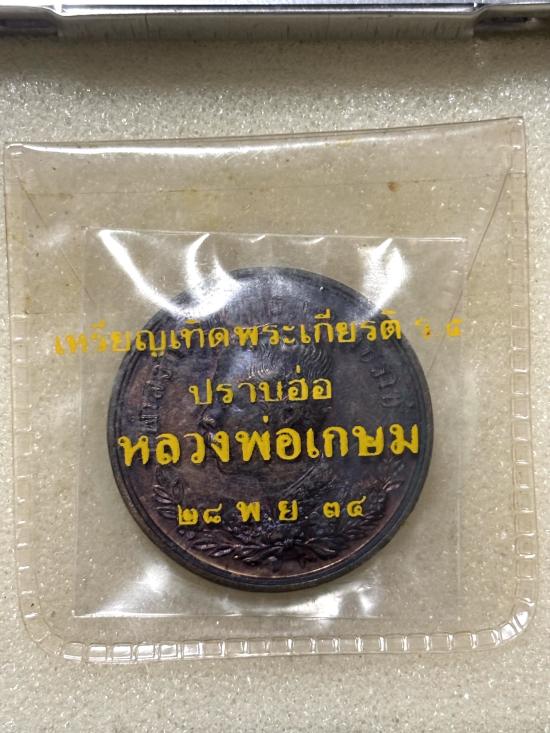 เหรียญเทิดพระเกียรติ ร.๕
ปราบฮ่อ
หลวงพ่อเกษม
๒๘ พ.ย. ๓๔